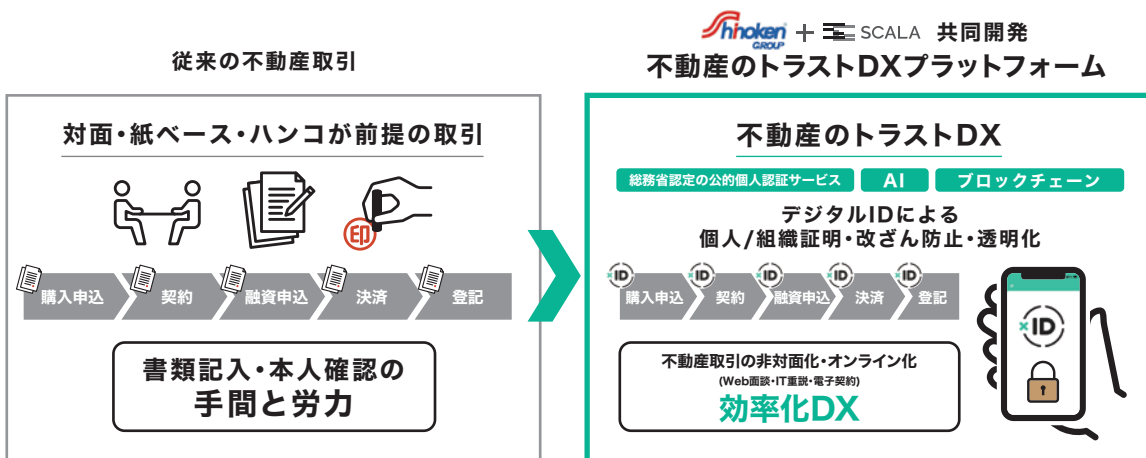 従来の不動産取引
対面・紙ベース・ハンコが前提の取引
印
購入申込
契約
融資申込
決済
登記
書類記入・本人確認の
手間と労力
Shinoken GROUP + SCALA 共同開発
不動産のトラストDXプラットフォーム
不動産のトラストDX
総務省認定の公的個人認証サービス
AI
ブロックチェーン
デジタルIDによる
個人/組織証明・改ざん防止・透明化
×ID
×ID
×ID
×ID
×ID
購入申込
契約
融資申込
決済
登記
不動産取引の非対面化・オンライン化
(Web面談・IT重説・電子契約)
効率化DX
×ID